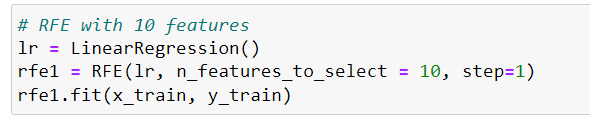 # RFE with 10 features
lr = LinearRegression()
rfe1 = RFE(lr, n_features_to_select = 10, step=1)
rfe1.fit(x_train, y_train)